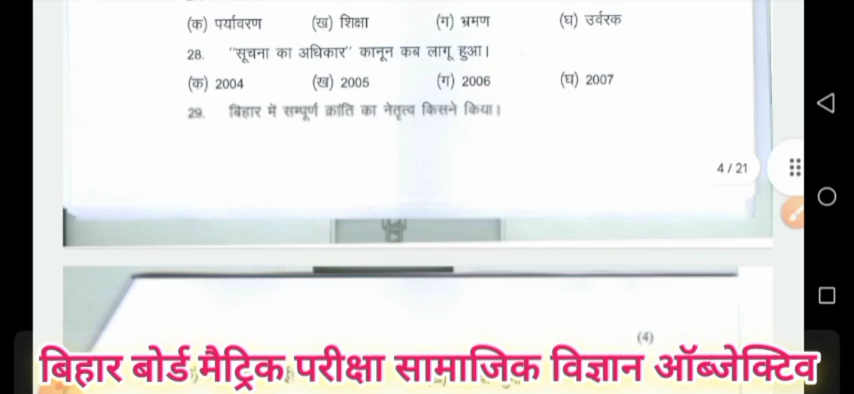 (क) पर्यावरण (ख) शिक्षा (ग) भ्रमण (घ) उर्वरक
28. "सूचना का अधिकार" कानून कब लागू हुआ।
(क) 2004 (ख) 2005 (ग) 2006 (घ) 2007
29. बिहार में सम्पूर्ण क्रांति का नेतृत्व किसने किया।
4 / 21
(4)
बिहार बोर्ड मैट्रिक परीक्षा सामाजिक विज्ञान ऑब्जेक्टिव